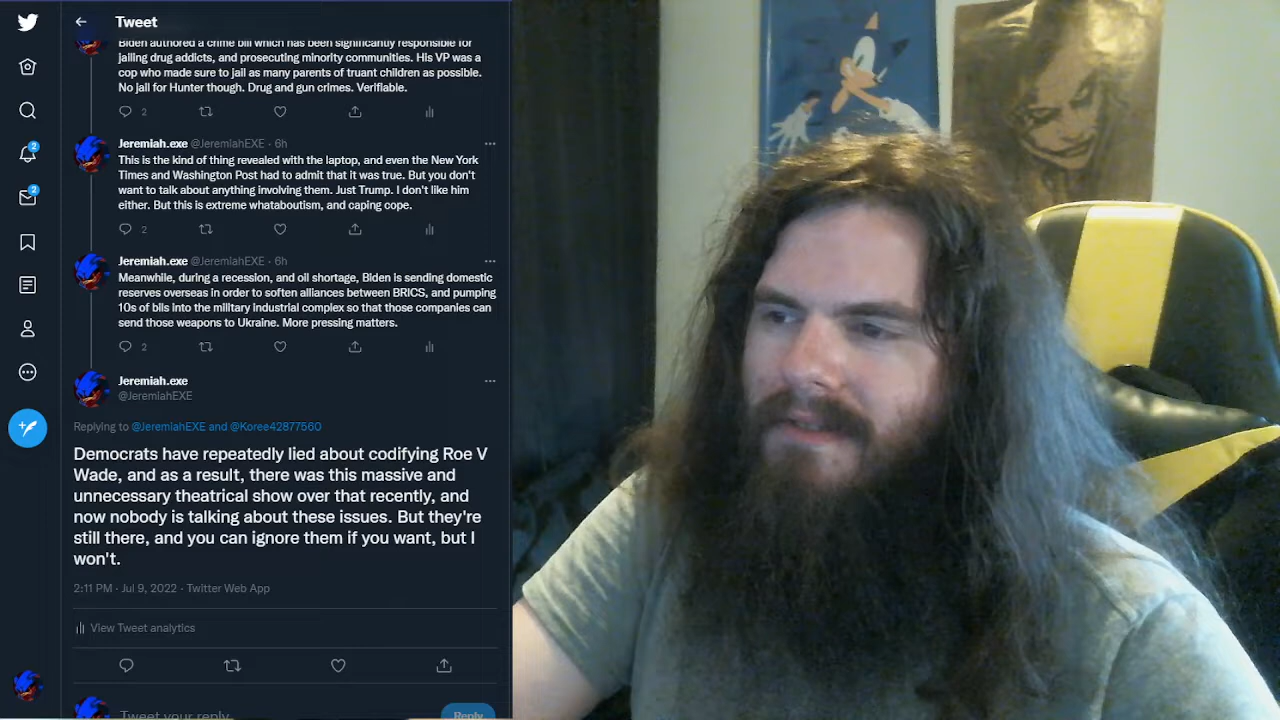 Tweet
Biden authored a crime bill which has been significantly responsible for
jailing drug addicts, and prosecuting minority communities. His VP was a
cop who made sure to jail as many parents of truant children as possible.
No jail for Hunter though. Drug and gun crimes. Verifiable.
2
Jeremiah.exe @JeremiahEXE · 6h
This is the kind of thing revealed with the laptop, and even the New York
Times and Washington Post had to admit that it was true. But you don't
want to talk about anything involving them. Just Trump. I don't like him
either. But this is extreme whataboutism, and caping cope.
2
Jeremiah.exe @JeremiahEXE · 6h
Meanwhile, during a recession, and oil shortage, Biden is sending domestic
reserves overseas in order to soften alliances between BRICS, and pumping
10s of bils into the military industrial complex so that those companies can
send those weapons to Ukraine. More pressing matters.
2
Jeremiah.exe
@JeremiahEXE
Replying to @JeremiahEXE and @Koree42877560
Democrats have repeatedly lied about codifying Roe V
Wade, and as a result, there was this massive and
unnecessary theatrical show over that recently, and
now nobody is talking about these issues. But they're
still there, and you can ignore them if you want, but I
won't.
2:11 PM · Jul 9, 2022 · Twitter Web App
View Tweet analytics
Tweet your reply
Reply
2
2